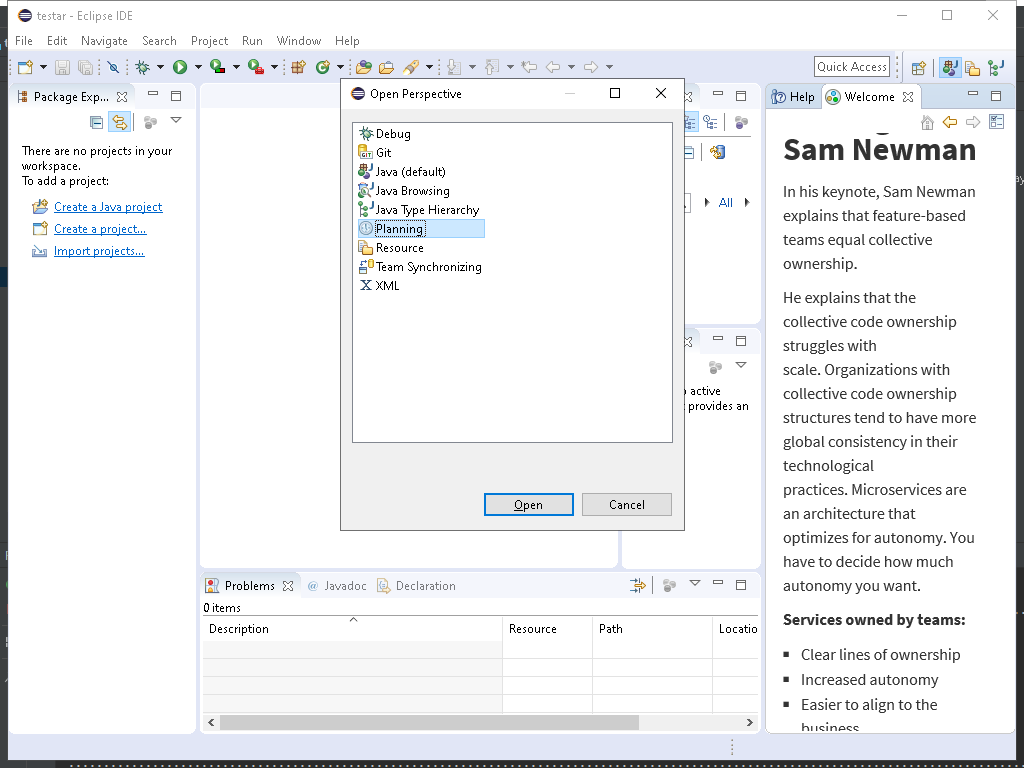 testar - Eclipse IDE
File Edit Navigate Search Project Run Window Help
Quick Access
Package Exp...
There are no projects in your
workspace.
To add a project:
Create a Java project
Create a project...
Import projects...
Open Perspective
Debug
Git
Java (default)
Java Browsing
Java Type Hierarchy
Planning
Resource
Team Synchronizing
XML
Open Cancel
All
active
provides an
Problems Javadoc Declaration
0 items
Description Resource Path Locatio
Help Welcome
Sam Newman
In his keynote, Sam Newman
explains that feature-based
teams equal collective
ownership.
He explains that the
collective code ownership
struggles with
scale. Organizations with
collective code ownership
structures tend to have more
global consistency in their
technological
practices. Microservices are
an architecture that
optimizes for autonomy. You
have to decide how much
autonomy you want.
Services owned by teams:
▪ Clear lines of ownership
▪ Increased autonomy
▪ Easier to align to the
business